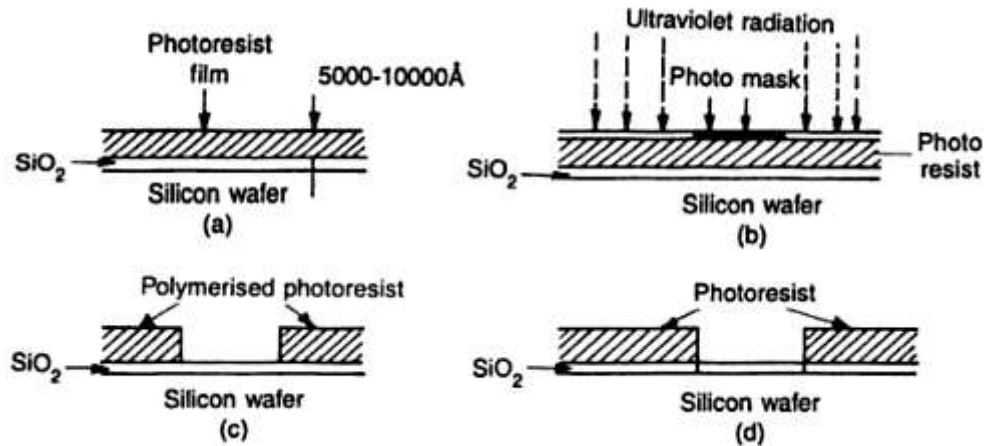 Photoresist
film
5000-10000Å
SiO2
Silicon wafer
(a)
Ultraviolet radiation
Photo mask
Photo
resist
SiO2
Silicon wafer
(b)
Polymerised photoresist
SiO2
Silicon wafer
(c)
Photoresist
SiO2
Silicon wafer
(d)